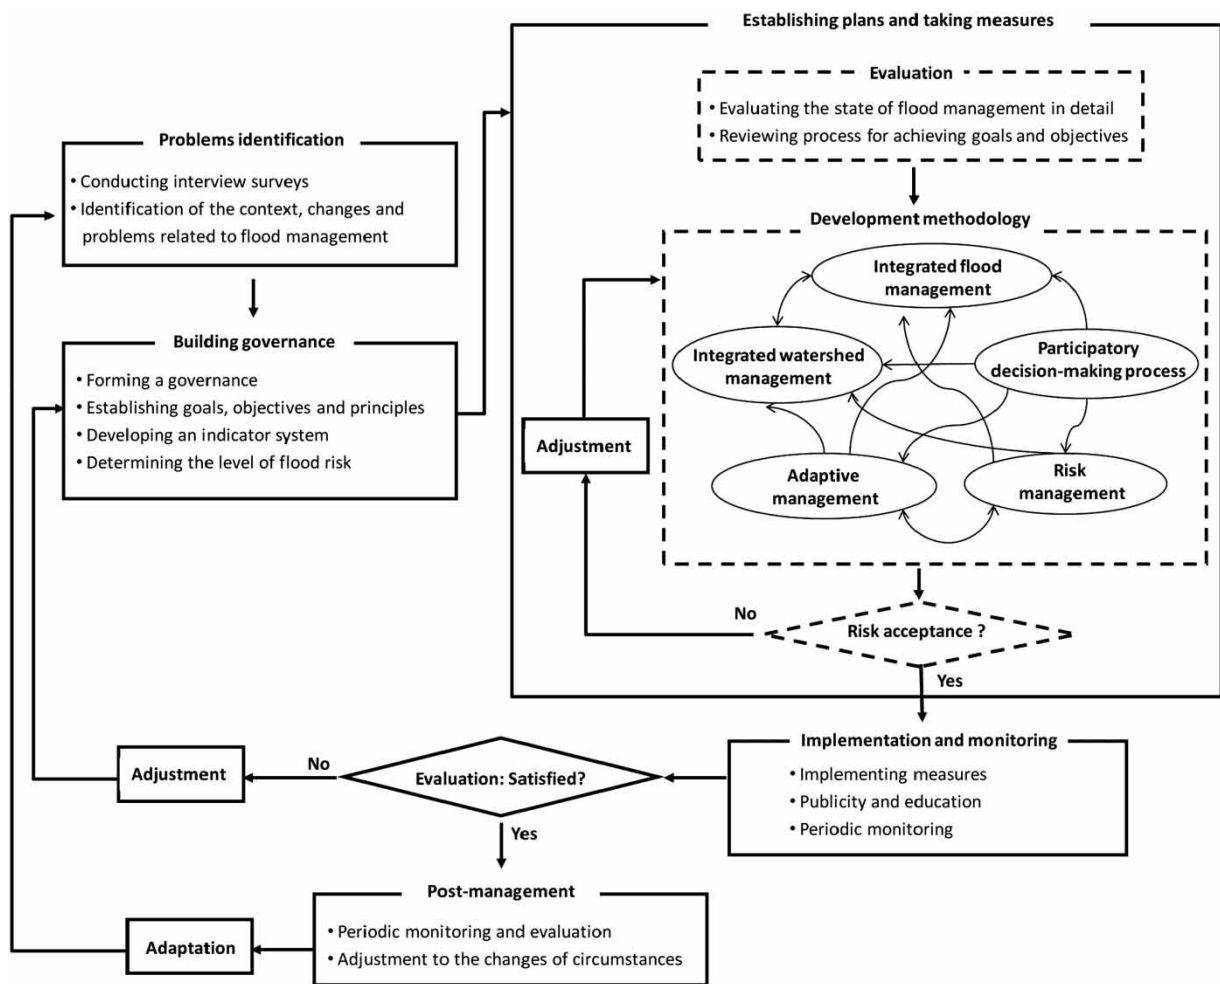 Establishing plans and taking measures
Evaluation
• Evaluating the state of flood management in detail
• Reviewing process for achieving goals and objectives
Problems identification
• Conducting interview surveys
• Identification of the context, changes and
problems related to flood management
Development methodology
Integrated flood
management
Integrated watershed
management
Participatory
decision-making process
Adaptive
management
Risk
management
Building governance
• Forming a governance
• Establishing goals, objectives and principles
• Developing an indicator system
• Determining the level of flood risk
Adjustment
No
Risk acceptance ?
Yes
Implementation and monitoring
• Implementing measures
• Publicity and education
• Periodic monitoring
Evaluation: Satisfied?
No
Adjustment
Yes
Post-management
• Periodic monitoring and evaluation
• Adjustment to the changes of circumstances
Adaptation